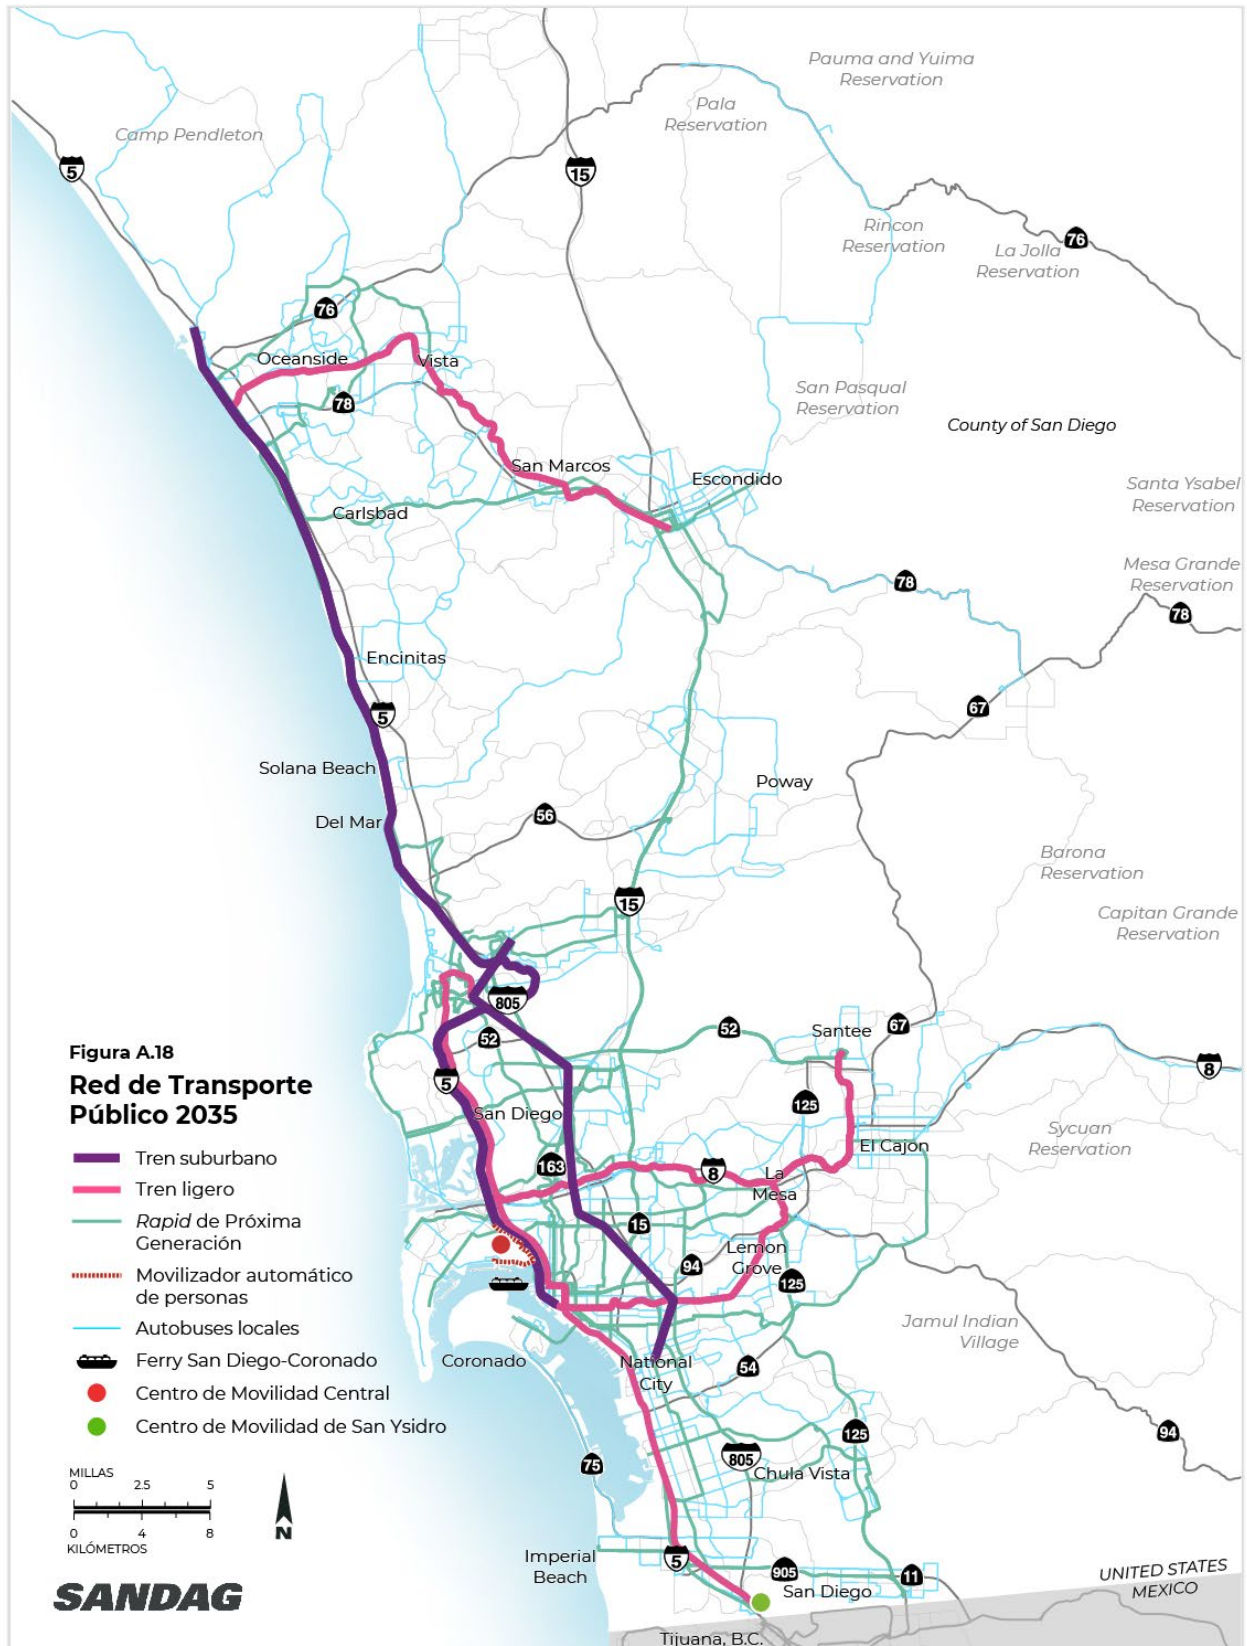 Pauma and Yuima
Reservation
Pala
Reservation
Camp Pendleton
5
15
Rincon
Reservation
La Jolla
Reservation
76
76
Oceanside
Vista
78
San Pasqual
Reservation
County of San Diego
San Marcos
Escondido
Santa Ysabel
Reservation
Carlsbad
Mesa Grande
Reservation
78
78
Encinitas
67
5
Solana Beach
Poway
Del Mar
56
Barona
Reservation
15
Capitan Grande
Reservation
805
52
52
Santee
67
8
5
125
San Diego
Sycuan
Reservation
El Cajon
163
8
La
Mesa
15
Lemon
Grove
94
125
Jamul Indian
Village
Coronado
National
City
54
125
94
805
Chula Vista
75
Imperial
Beach
5
905
San Diego
11
UNITED STATES
MEXICO
Tijuana, B.C.
Figura A.18
Red de Transporte
Público 2035
Tren suburbano
Tren ligero
Rapid de Próxima
Generación
Movilizador automático
de personas
Autobuses locales
Ferry San Diego-Coronado
Centro de Movilidad Central
Centro de Movilidad de San Ysidro
MILLAS
0 2.5 5
0 4 8
KILÓMETROS
N
SANDAG